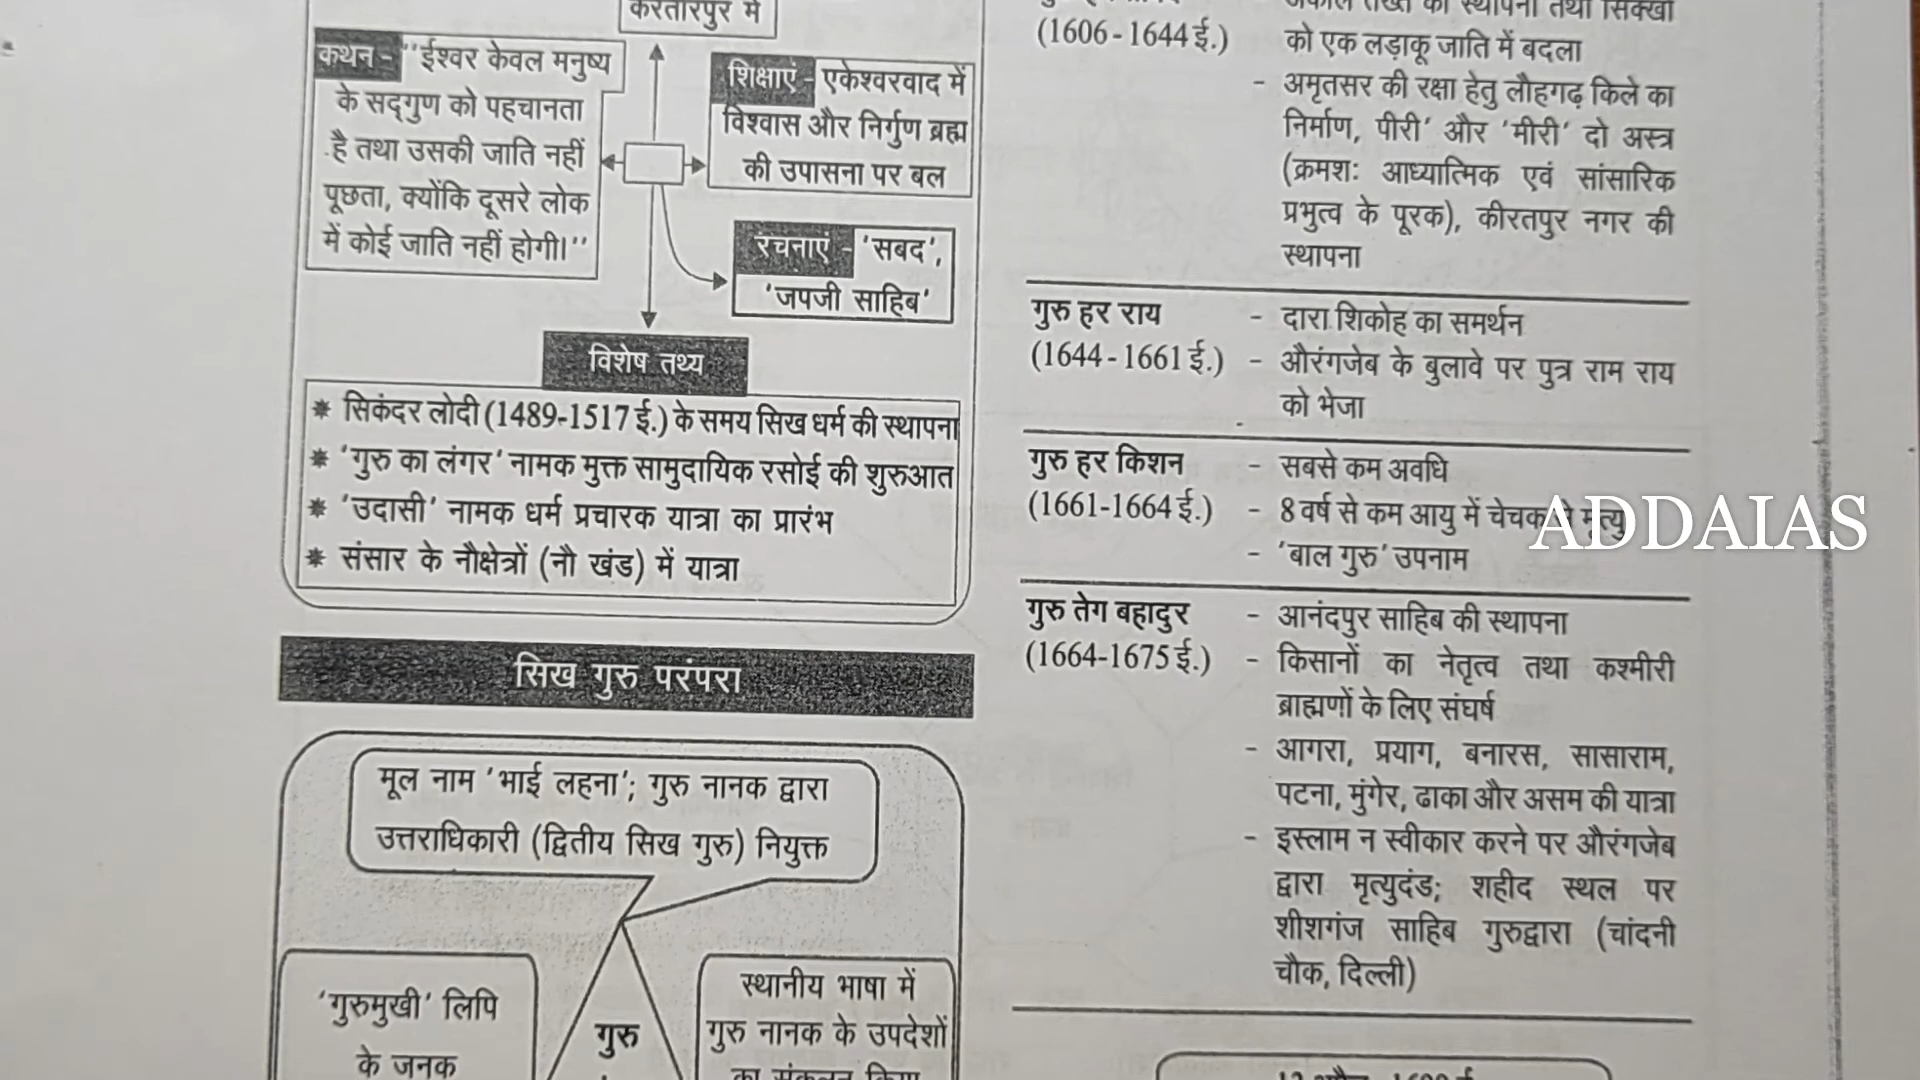 करतारपुर में
कथन - "ईश्वर केवल मनुष्य
के सद्गुण को पहचानता
है तथा उसकी जाति नहीं
पूछता, क्योंकि दूसरे लोक
में कोई जाति नहीं होगी।''
शिक्षाएं - एकेश्वरवाद में
विश्वास और निर्गुण ब्रह्म
की उपासना पर बल
रचनाएं - 'सबद',
'जपजी साहिब'
विशेष तथ्य
* सिकंदर लोदी (1489-1517 ई.) के समय सिख धर्म की स्थापना
* 'गुरु का लंगर' नामक मुक्त सामुदायिक रसोई की शुरुआत
* 'उदासी' नामक धर्म प्रचारक यात्रा का प्रारंभ
* संसार के नौक्षेत्रों (नौ खंड) में यात्रा
सिख गुरु परंपरा
मूल नाम 'भाई लहना'; गुरु नानक द्वारा
उत्तराधिकारी (द्वितीय सिख गुरु) नियुक्त
'गुरुमुखी' लिपि
के जनक
गुरु
स्थानीय भाषा में
गुरु नानक के उपदेशों
का संकलन किया
अकाल तख्त की स्थापना तथा सिक्खों
(1606-1644 ई.) को एक लड़ाकू जाति में बदला
- अमृतसर की रक्षा हेतु लौहगढ़ किले का
निर्माण, पीरी' और 'मीरी' दो अस्त्र
(क्रमशः आध्यात्मिक एवं सांसारिक
प्रभुत्व के पूरक), कीरतपुर नगर की
स्थापना
गुरु हर राय - दारा शिकोह का समर्थन
(1644-1661 ई.) - औरंगजेब के बुलावे पर पुत्र राम राय
को भेजा
गुरु हर किशन - सबसे कम अवधि
(1661-1664 ई.) - 8 वर्ष से कम आयु में चेचक से मृत्यु
- 'बाल गुरु' उपनाम
ADDAIAS
गुरु तेग बहादुर - आनंदपुर साहिब की स्थापना
(1664-1675 ई.) - किसानों का नेतृत्व तथा कश्मीरी
ब्राह्मणों के लिए संघर्ष
- आगरा, प्रयाग, बनारस, सासाराम,
पटना, मुंगेर, ढाका और असम की यात्रा
- इस्लाम न स्वीकार करने पर औरंगजेब
द्वारा मृत्युदंड; शहीद स्थल पर
शीशगंज साहिब गुरुद्वारा (चांदनी
चौक, दिल्ली)